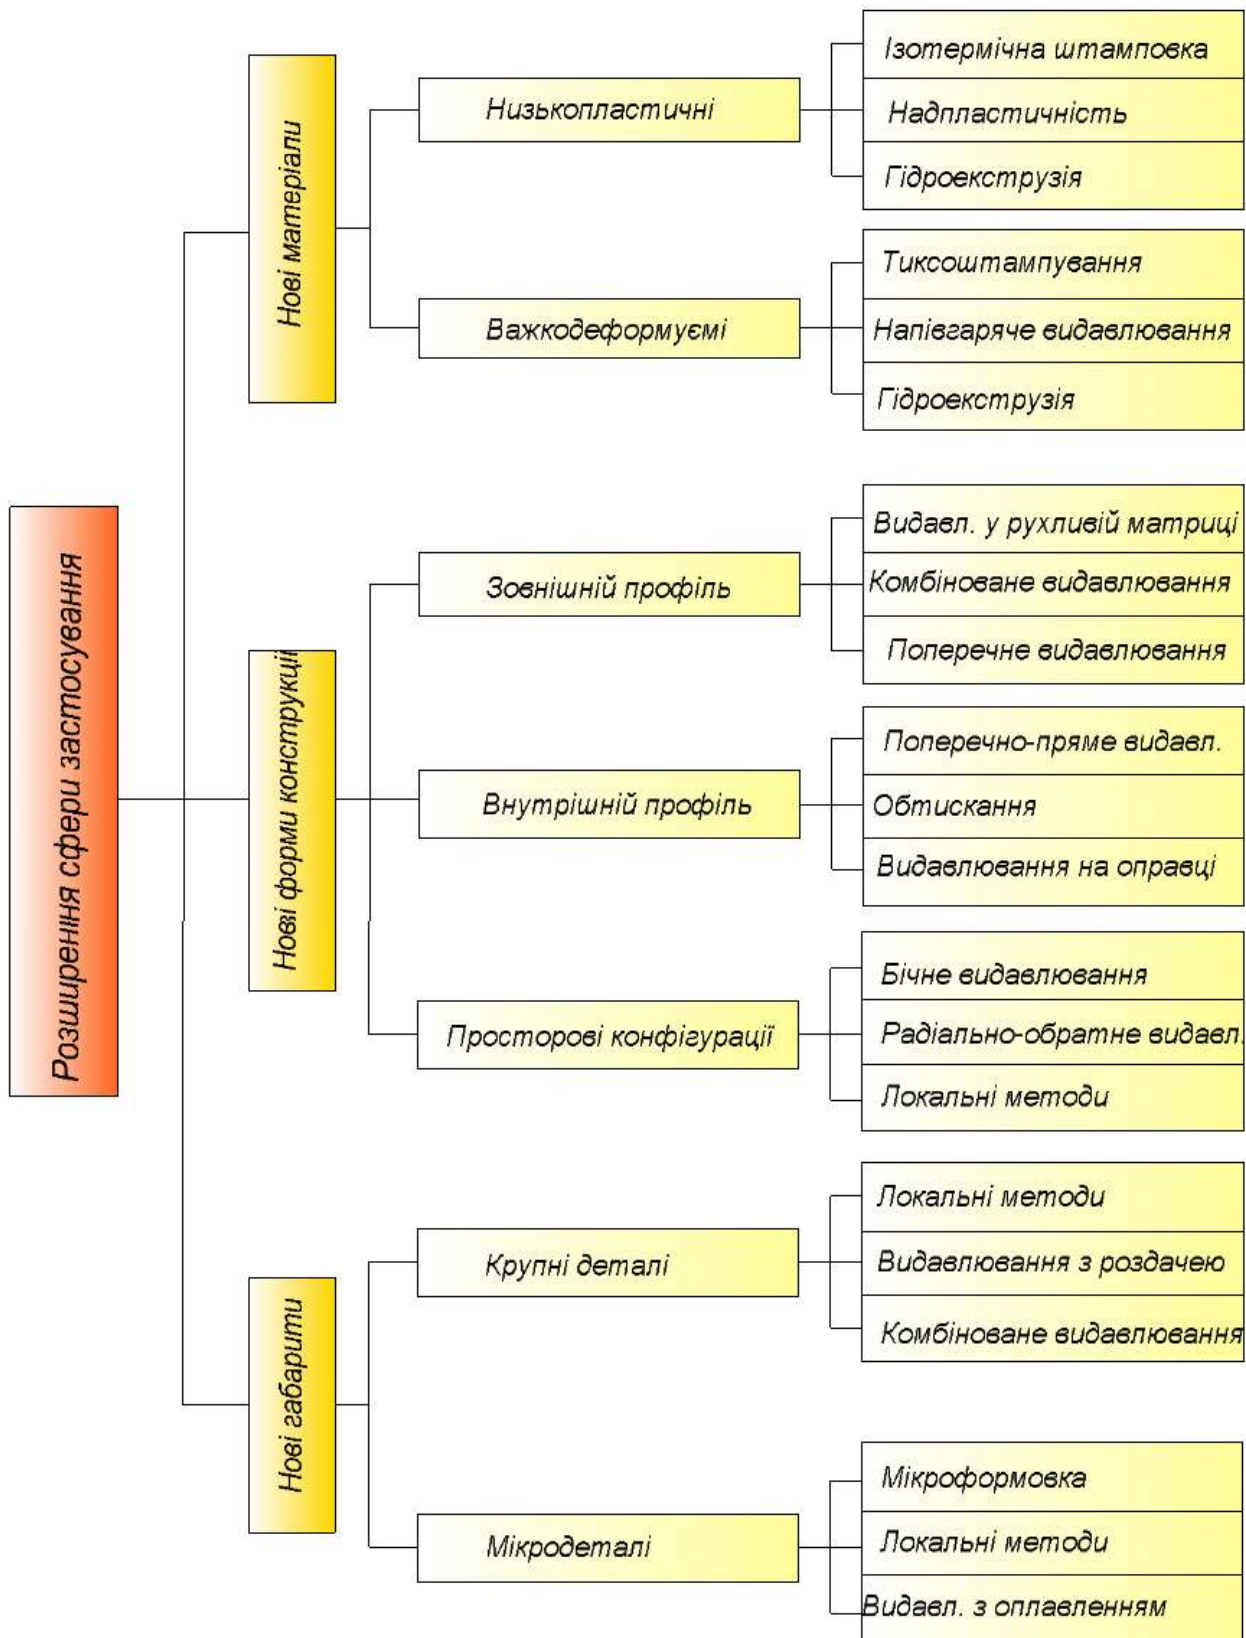 Розширення сфери застосування
Нові матеріали
Низькопластичні
Ізотермічна штамповка
Надпластичність
Гідроекструзія
Важкодеформуємі
Тиксоштампування
Напівгаряче видавлювання
Гідроекструзія
Нові форми конструкції
Зовнішній профіль
Видавл. у рухливій матриці
Комбіноване видавлювання
Поперечне видавлювання
Внутрішній профіль
Поперечно-пряме видавл.
Обтискання
Видавлювання на оправці
Просторові конфігурації
Бічне видавлювання
Радіально-обратне видавл.
Локальні методи
Нові габарити
Крупні деталі
Локальні методи
Видавлювання з роздачею
Комбіноване видавлювання
Мікродеталі
Мікроформовка
Локальні методи
Видавл. з оплавленням